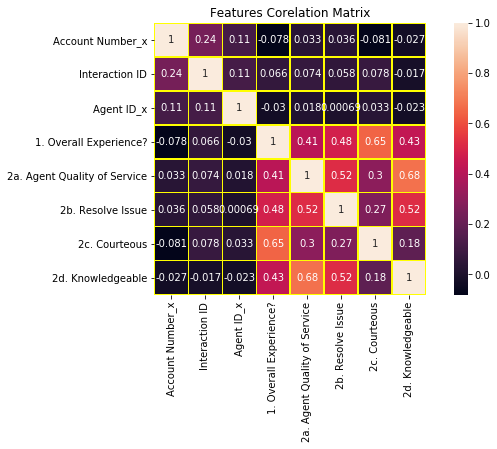 Features Corelation Matrix
Account Number_x 1 0.24 0.11 -0.078 0.033 0.036 -0.081 -0.027
Interaction ID 0.24 1 0.11 0.066 0.074 0.058 0.078 -0.017
Agent ID_x 0.11 0.11 1 -0.03 0.018 0.00069 0.033 -0.023
1. Overall Experience? -0.078 0.066 -0.03 1 0.41 0.48 0.65 0.43
2a. Agent Quality of Service 0.033 0.074 0.018 0.41 1 0.52 0.3 0.68
2b. Resolve Issue 0.036 0.058 0.00069 0.48 0.52 1 0.27 0.52
2c. Courteous -0.081 0.078 0.033 0.65 0.3 0.27 1 0.18
2d. Knowledgeable -0.027 -0.017 -0.023 0.43 0.68 0.52 0.18 1
Account Number_x
Interaction ID
Agent ID_x
1. Overall Experience?
2a. Agent Quality of Service
2b. Resolve Issue
2c. Courteous
2d. Knowledgeable
1.0
0.8
0.6
0.4
0.2
0.0